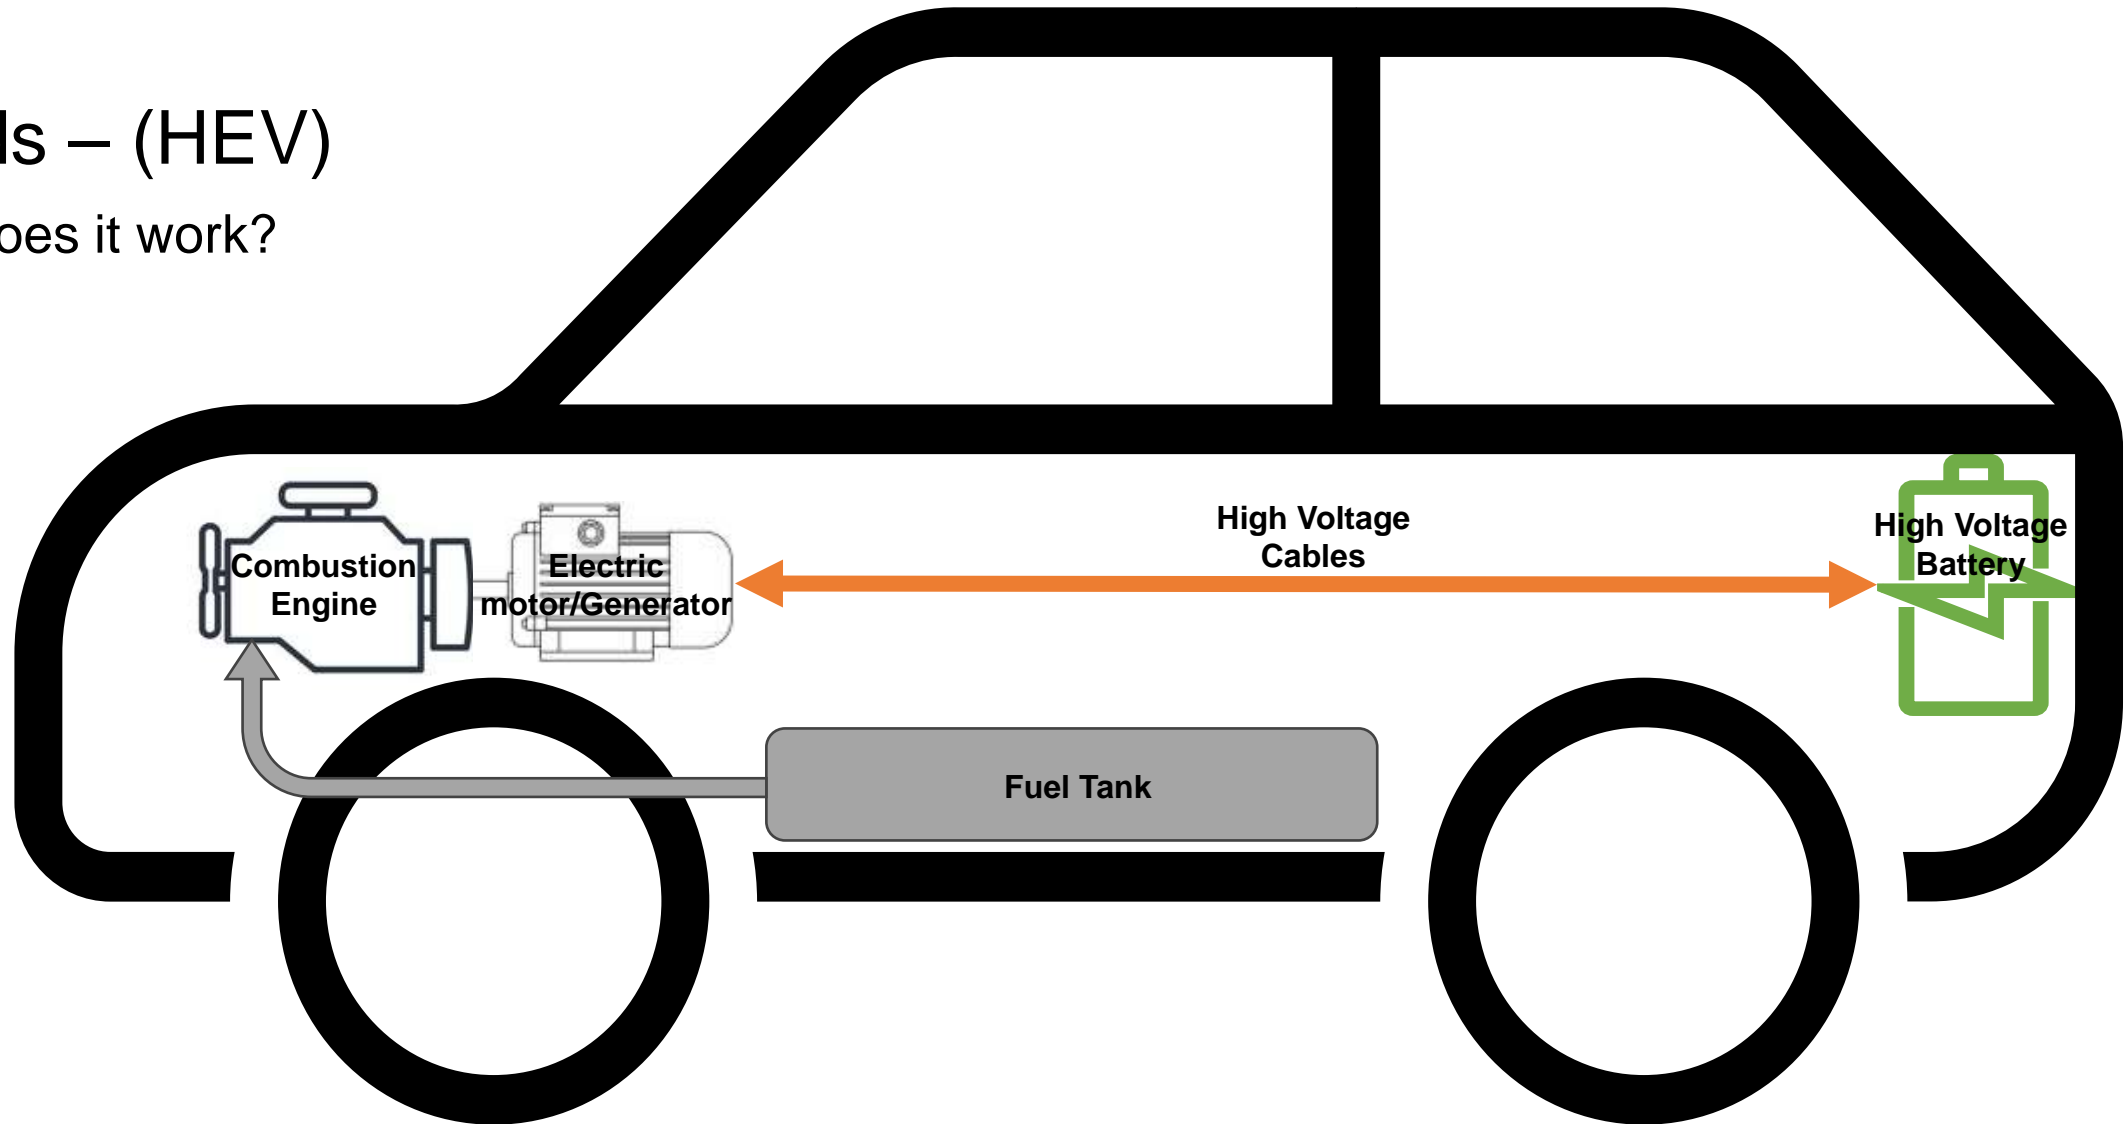 ls – (HEV)
oes it work?
High Voltage
Cables
High Voltage
Battery
Combustion
Engine
Electric
motor/Generator
Fuel Tank